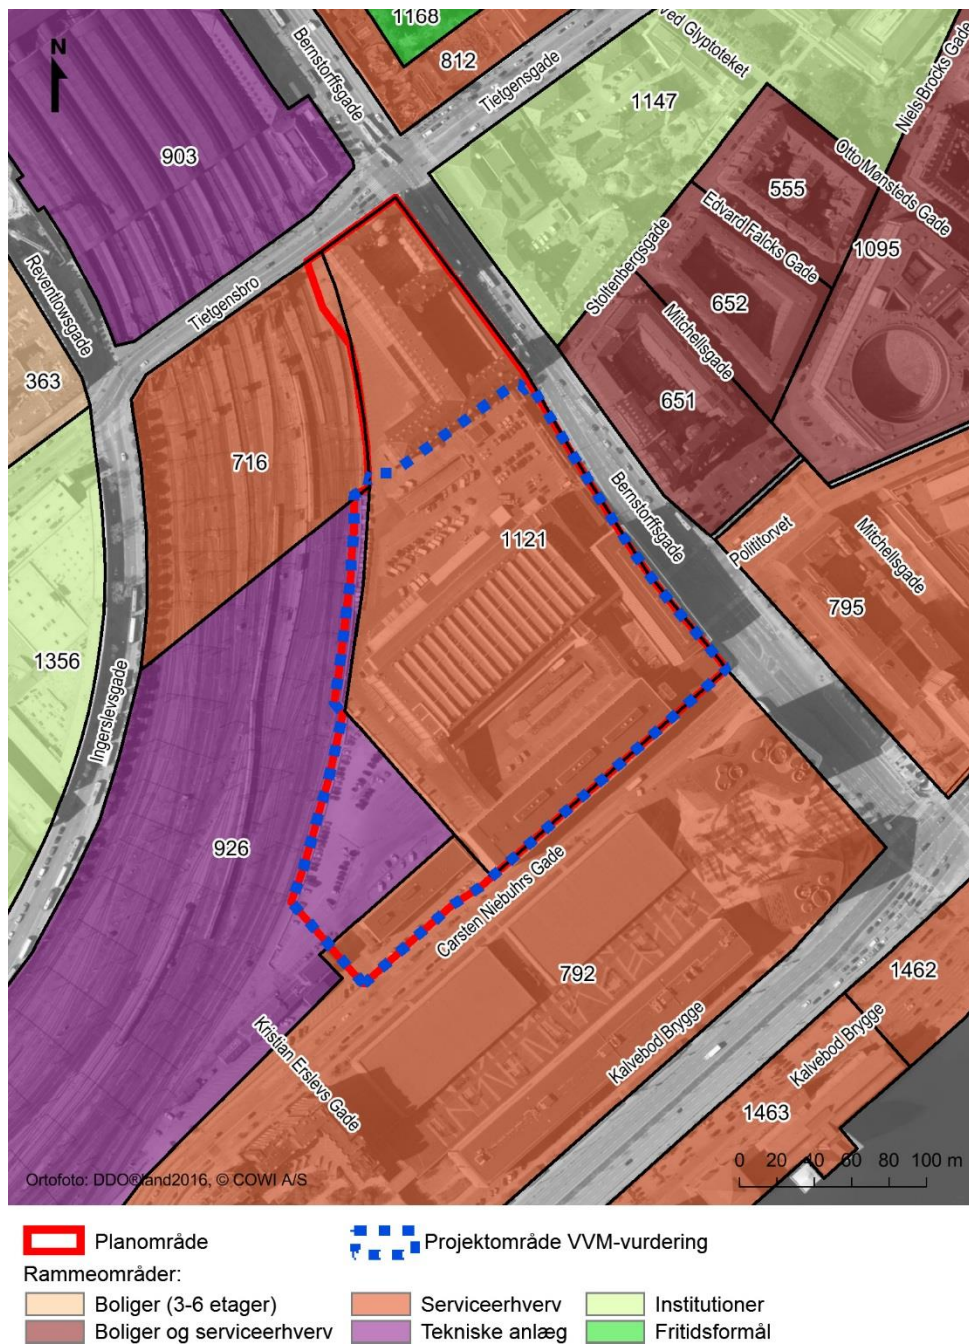 1168
ved Glyptoteket
N
Bernstorffsgade
812
Tietgensgade
Niels Brocks Gade
1147
903
Otto Mønsteds Gade
555
Edvard Falcks Gade
Stoltenbergsgade
1095
Reventlowsgade
Tietgensbro
652
Mitchellsgade
363
651
716
Bernstorffsgade
1121
Polititorvet
Mitchellsgade
795
1356
Ingerslevsgade
926
Carsten Niebuhrs Gade
792
1462
Kristian Erslevs Gade
Kalvebod Brygge
Kalvebod Brygge
1463
0 20 40 60 80 100 m
Ortofoto: DDO®land2016, © COWI A/S
Planområde
Projektområde VVM-vurdering
Rammeområder:
Boliger (3-6 etager)
Serviceerhverv
Institutioner
Boliger og serviceerhverv
Tekniske anlæg
Fritidsformål